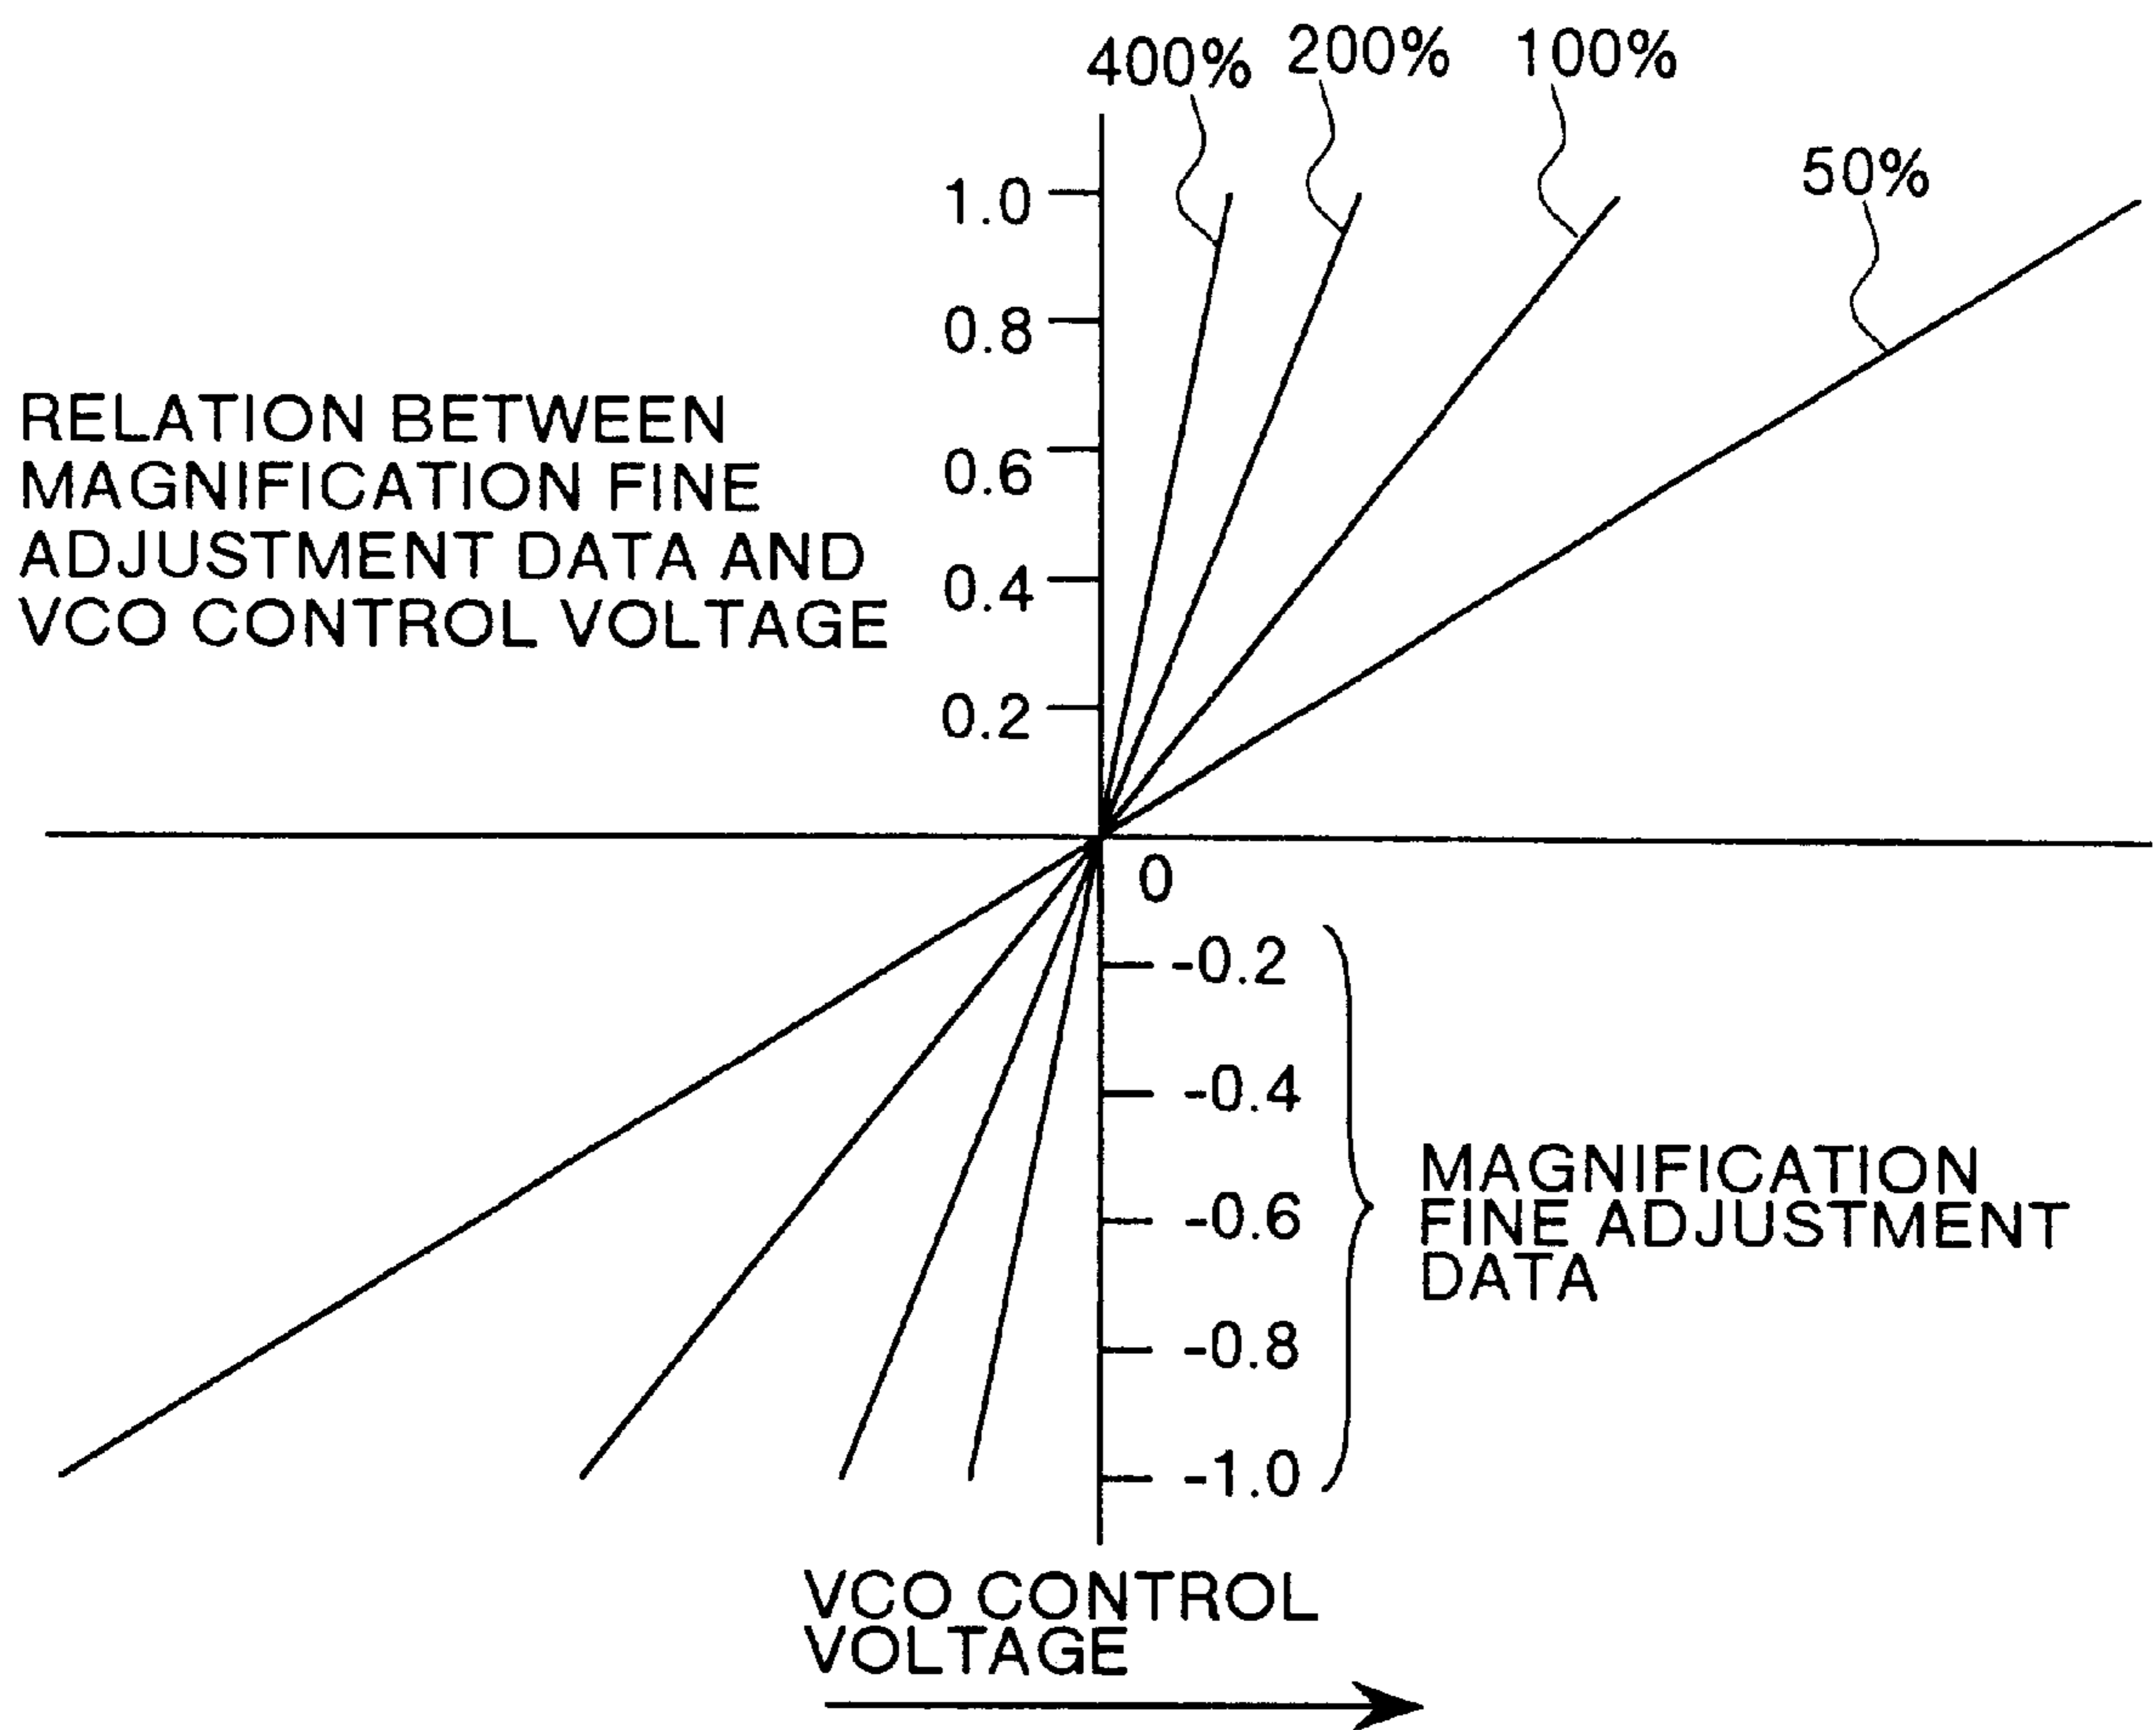 400% 200% 100%
50%
1.0
0.8
0.6
0.4
0.2
RELATION BETWEEN
MAGNIFICATION FINE
ADJUSTMENT DATA AND
VCO CONTROL VOLTAGE
0
-0.2
-0.4
-0.6
-0.8
-1.0
MAGNIFICATION
FINE ADJUSTMENT
DATA
VCO CONTROL
VOLTAGE